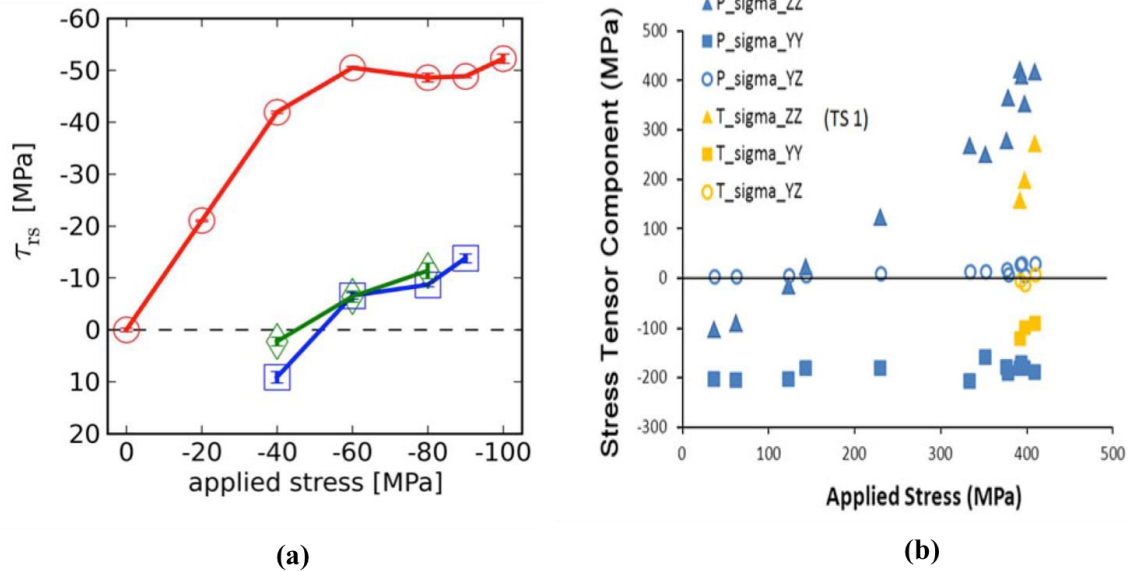 -60
-50
-40
-30
-20
-10
0
10
20
τrs [MPa]
0 -20 -40 -60 -80 -100
applied stress [MPa]
(a)
P_sigma_ZZ
P_sigma_YY
P_sigma_YZ
T_sigma_ZZ (TS 1)
T_sigma_YY
T_sigma_YZ
Stress Tensor Component (MPa)
500
400
300
200
100
0
-100
-200
-300
0 100 200 300 400 500
Applied Stress (MPa)
(b)